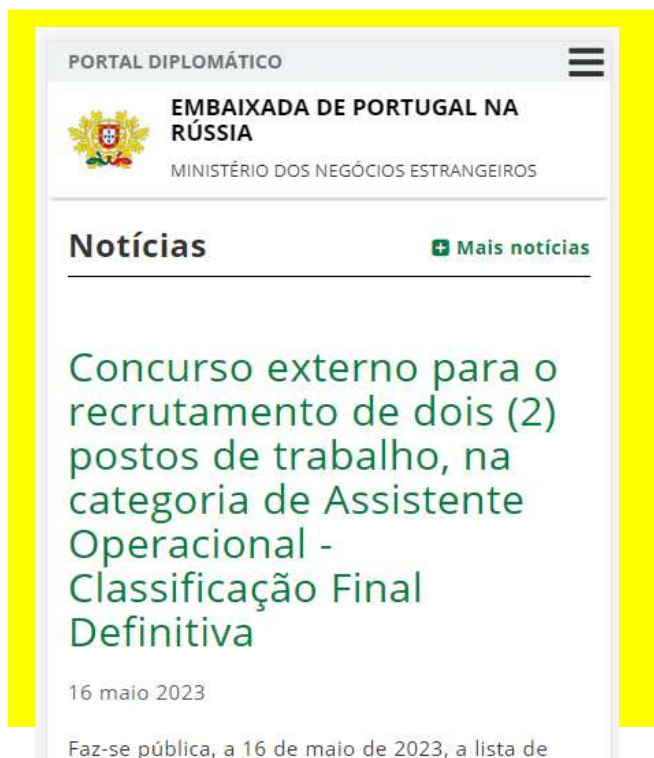 PORTAL DIPLOMÁTICO
EMBAIXADA DE PORTUGAL NA
RÚSSIA
MINISTÉRIO DOS NEGÓCIOS ESTRANGEIROS
Notícias
Mais notícias
Concurso externo para o
recrutamento de dois (2)
postos de trabalho, na
categoria de Assistente
Operacional -
Classificação Final
Definitiva
16 maio 2023
Faz-se pública, a 16 de maio de 2023, a lista de